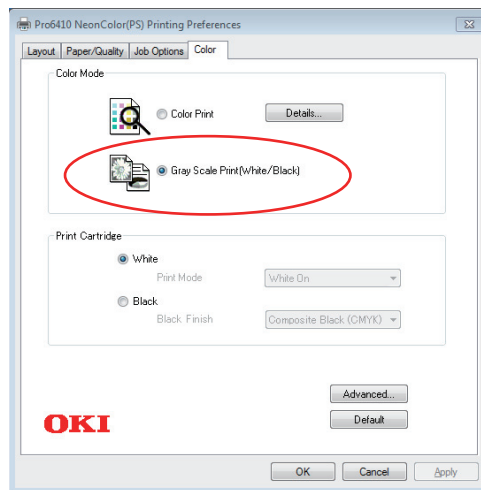 Pro6410 NeonColor(PS) Printing Preferences
Layout Paper/Quality Job Options Color
Color Mode
Color Print Details...
Gray Scale Print(White/Black)
Print Cartridge
White
Print Mode White On
Black
Black Finish Composite Black (CMYK)
Advanced...
OKI Default
OK Cancel Apply